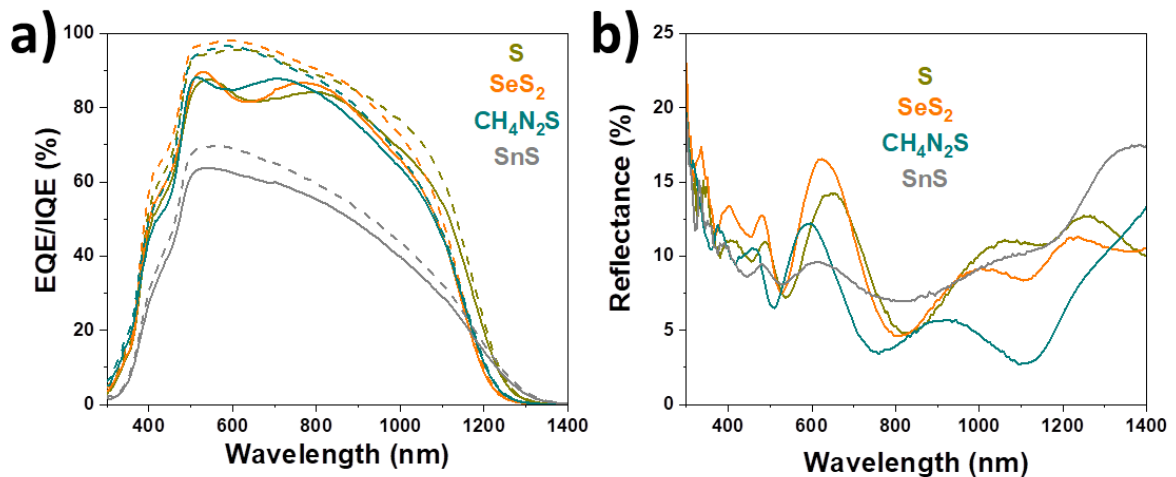 a)
EQE/IQE (%)
100
80
60
40
20
0
S
SeS₂
CH₄N₂S
SnS
400 600 800 1000 1200 1400
Wavelength (nm)
b)
Reflectance (%)
25
20
15
10
5
0
S
SeS₂
CH₄N₂S
SnS
400 600 800 1000 1200 1400
Wavelength (nm)